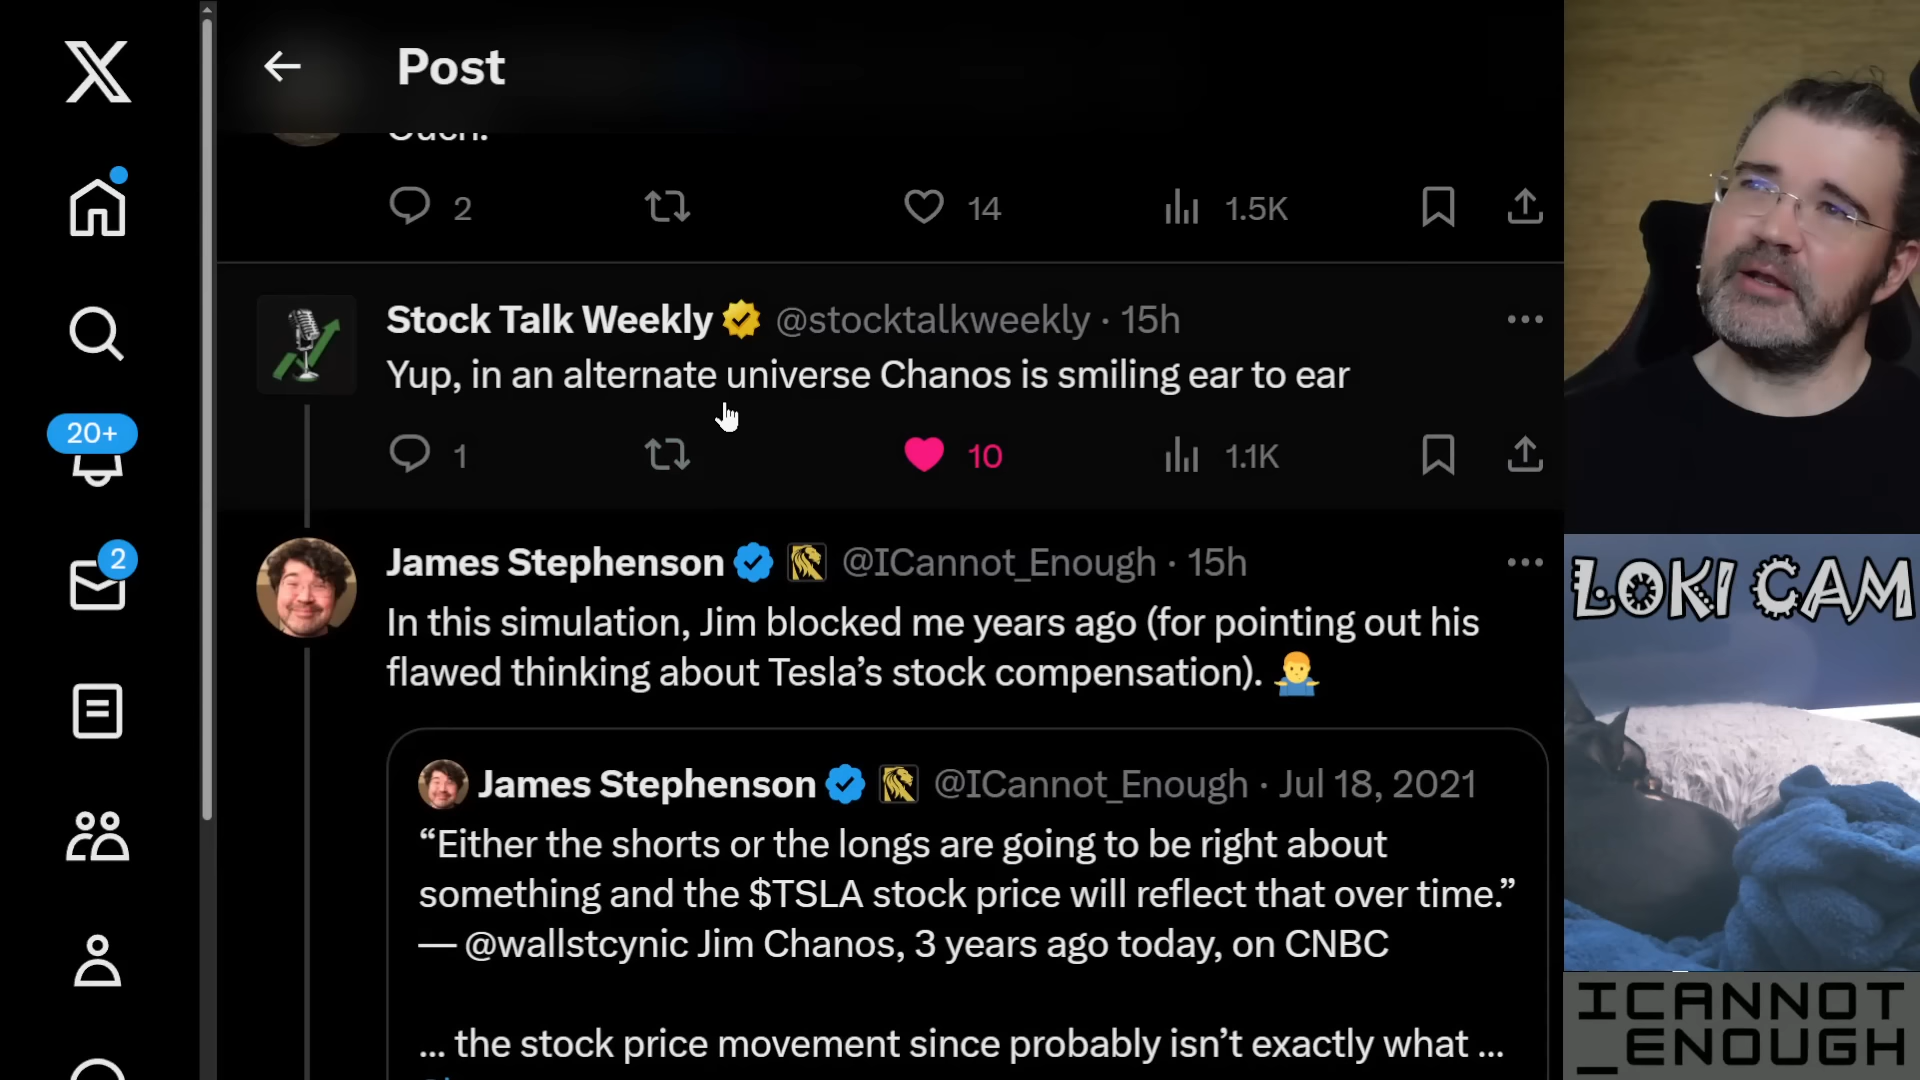 Post
Ouch.
2
14
1.5K
Stock Talk Weekly @stocktalkweekly · 15h
Yup, in an alternate universe Chanos is smiling ear to ear
20+
1
10
1.1K
2
James Stephenson @ICannot_Enough · 15h
In this simulation, Jim blocked me years ago (for pointing out his
flawed thinking about Tesla’s stock compensation).
James Stephenson @ICannot_Enough · Jul 18, 2021
“Either the shorts or the longs are going to be right about
something and the $TSLA stock price will reflect that over time.”
— @wallstcynic Jim Chanos, 3 years ago today, on CNBC
... the stock price movement since probably isn’t exactly what ...
LOKI CAM
ICANNOT
_ENOUGH